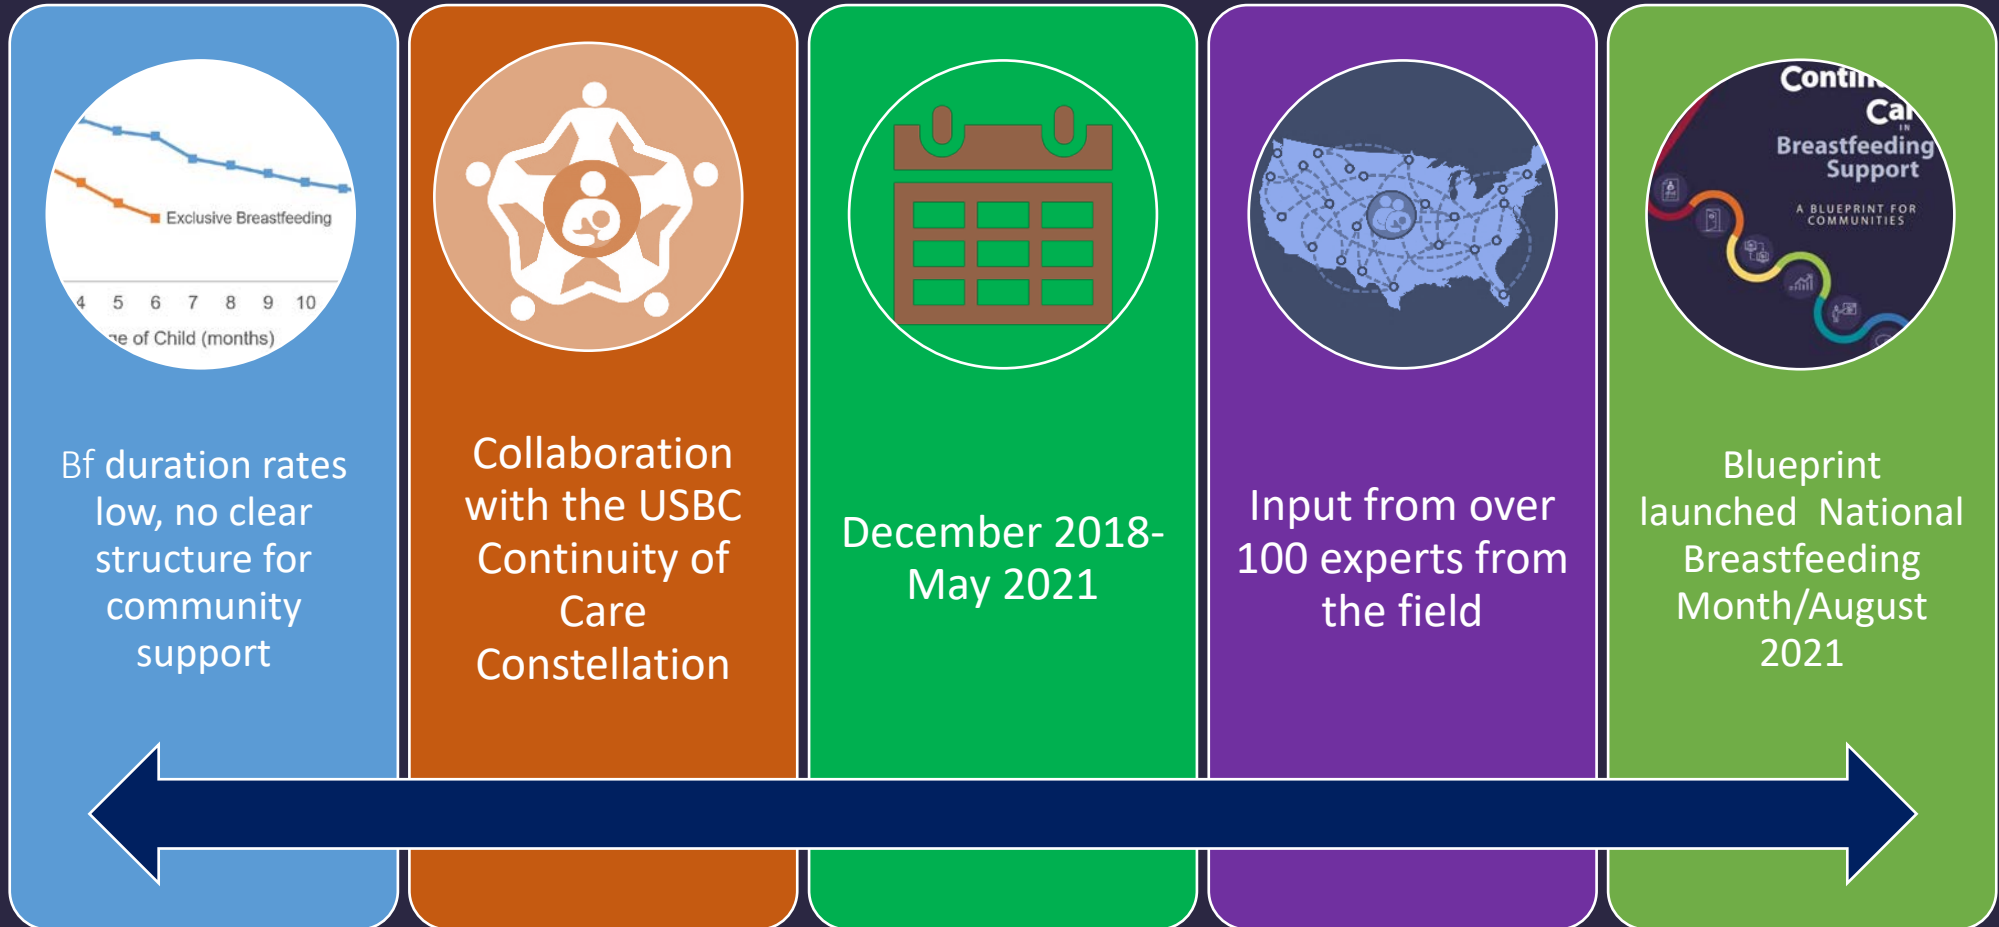 Exclusive Breastfeeding
4 5 6 7 8 9 10
of Child (months)
Bf duration rates
low, no clear
structure for
community
support
Collaboration
with the USBC
Continuity of
Care
Constellation
December 2018-
May 2021
Input from over
100 experts from
the field
IN
Breastfeeding
Support
A BLUEPRINT FOR
COMMUNITIES
Blueprint
launched National
Breastfeeding
Month/August
2021